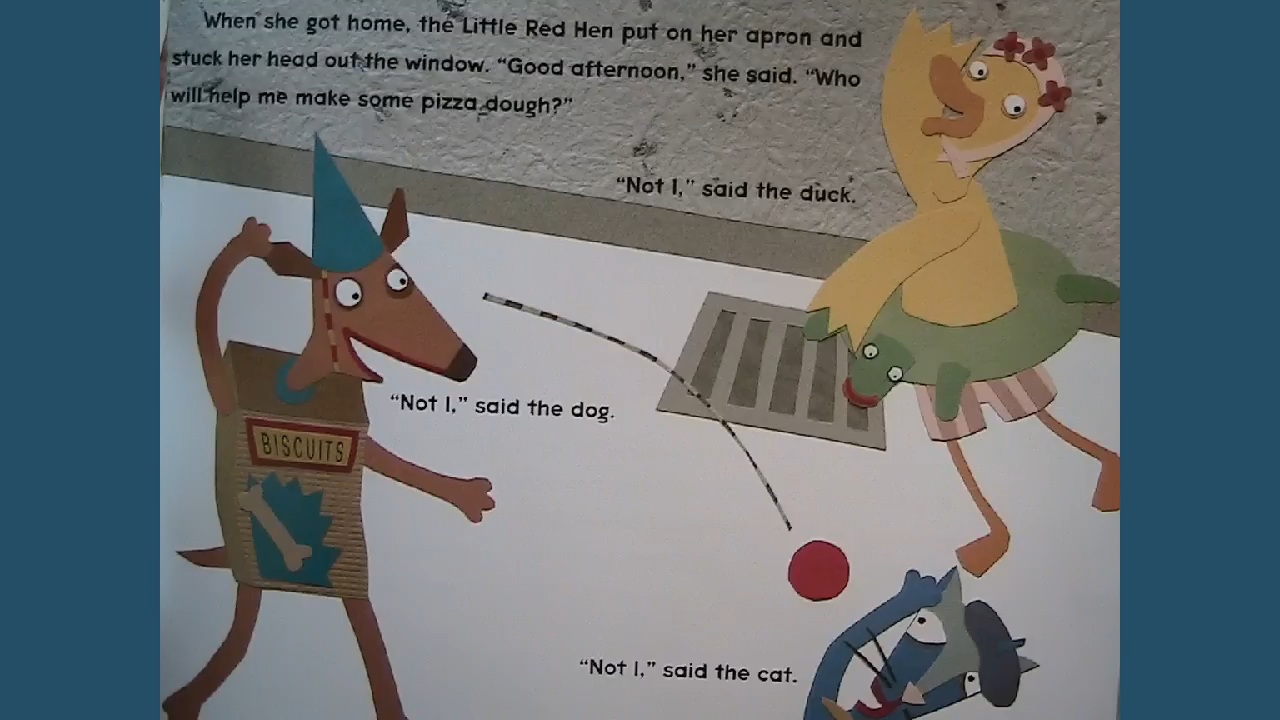 When she got home, the Little Red Hen put on her apron and
stuck her head out the window. “Good afternoon,” she said. “Who
will help me make some pizza dough?”
“Not I,” said the duck.
“Not I,” said the dog.
BISCUITS
“Not I,” said the cat.